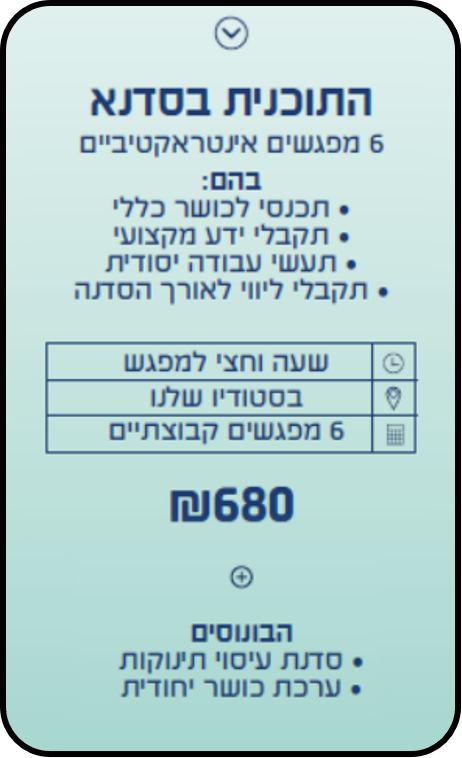 התוכנית בסדנא
6 מפגשים אינטראקטיביים
בהם:
• תכנסי לכושר כללי
• תקבלי ידע מקצועי
• תעשי עבודה יסודית
• תקבלי ליווי לאורך הסדנה
שעה וחצי למפגש
בסטודיו שלנו
6 מפגשים קבוצתיים
₪680
הבונוסים
• סדנת עיסוי תינוקות
• ערכת כושר יחודית